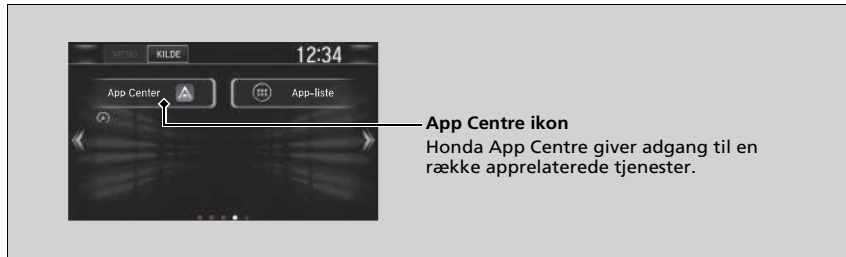 MENU
KILDE
12:34
App Center
App-liste
App Centre ikon
Honda App Centre giver adgang til en
række apprelaterede tjenester.